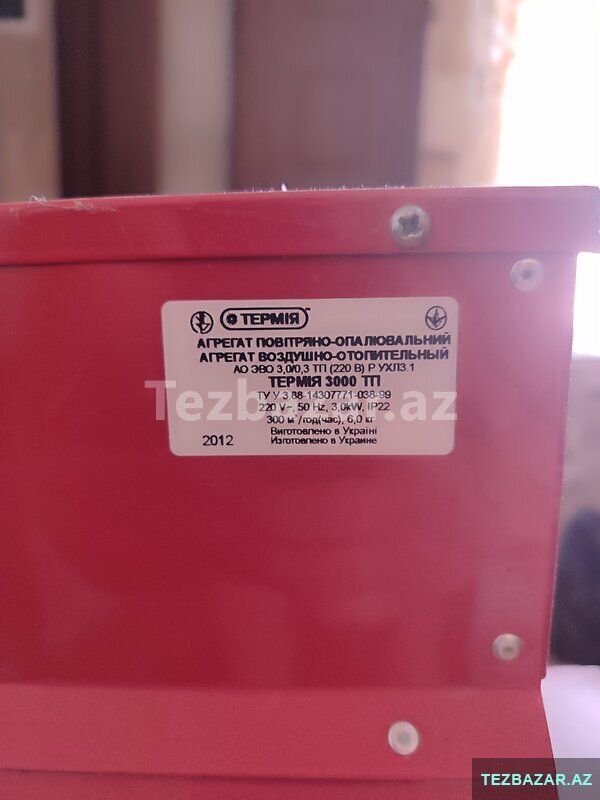 ТЕРМІЯ
АГРЕГАТ ПОВІТРЯНО-ОПАЛЮВАЛЬНИЙ
АГРЕГАТ ВОЗДУШНО-ОТОПИТЕЛЬНЫЙ
АО ЭВО 3,0/0,3 ТП (220 В) Р УХЛ3.1
ТЕРМІЯ 3000 ТП
ТУ У 3.88-14307771-038-99
220 V~, 50 Hz, 3,0kW, IP22
300 м³/год(час), 6,0 кг
Виготовлено в Україні
2012 Изготовлено в Украине
Tezbazar.az
TEZBAZAR.AZ